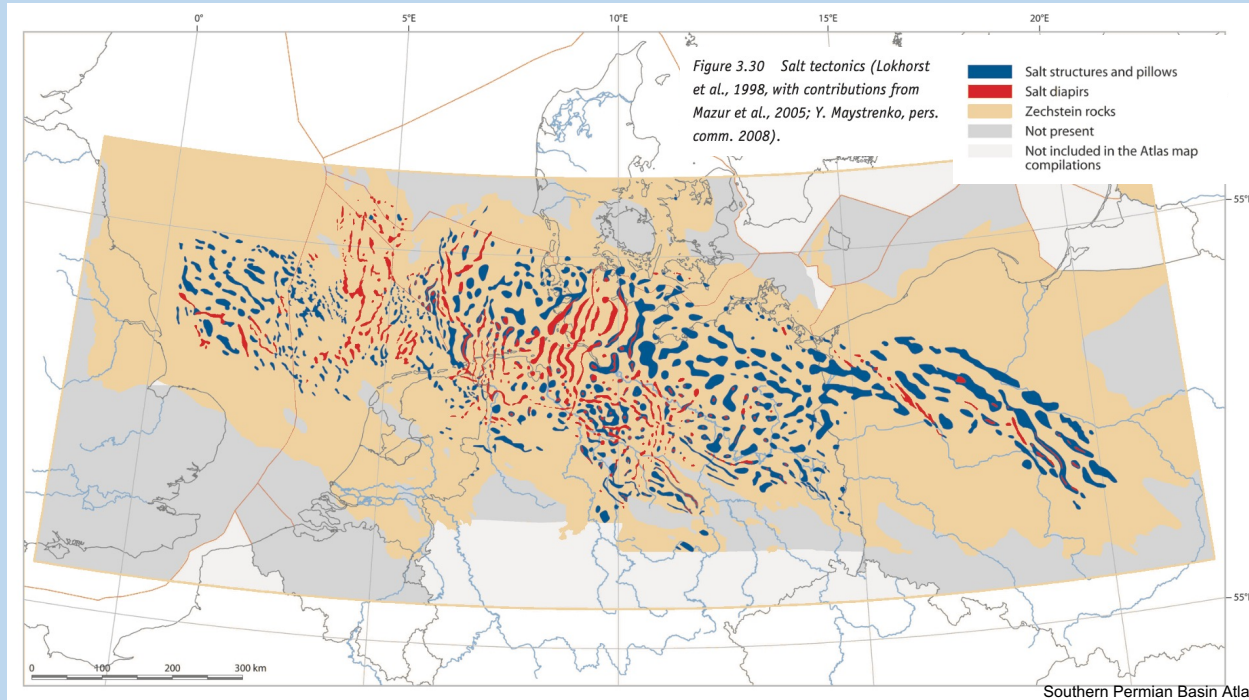 0°
5°E
10°E
15°E
20°E
Figure 3.30 Salt tectonics (Lokhorst
et al., 1998, with contributions from
Mazur et al., 2005; Y. Maystrenko, pers.
comm. 2008).
Salt structures and pillows
Salt diapirs
Zechstein rocks
Not present
Not included in the Atlas map
compilations
55°
55°
0 100 200 300 km
Southern Permian Basin Atla